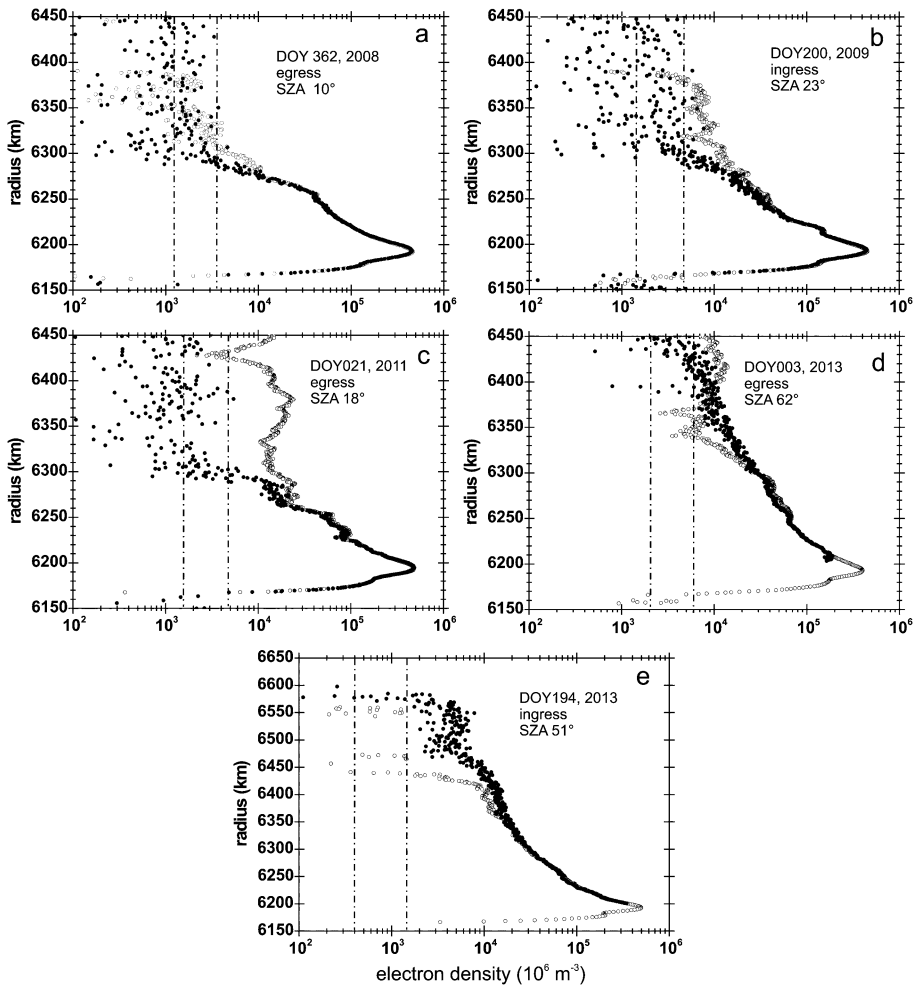 a
DOY 362, 2008
egress
SZA 10°
radius (km)
6450
6400
6350
6300
6250
6200
6150
10²
10³
10⁴
10⁵
10⁶
b
DOY200, 2009
ingress
SZA 23°
radius (km)
6450
6400
6350
6300
6250
6200
6150
10²
10³
10⁴
10⁵
10⁶
c
DOY021, 2011
egress
SZA 18°
radius (km)
6450
6400
6350
6300
6250
6200
6150
10²
10³
10⁴
10⁵
10⁶
d
DOY003, 2013
egress
SZA 62°
radius (km)
6450
6400
6350
6300
6250
6200
6150
10²
10³
10⁴
10⁵
10⁶
e
DOY194, 2013
ingress
SZA 51°
radius (km)
6650
6600
6550
6500
6450
6400
6350
6300
6250
6200
6150
10²
10³
10⁴
10⁵
10⁶
electron density (10⁶ m⁻³)